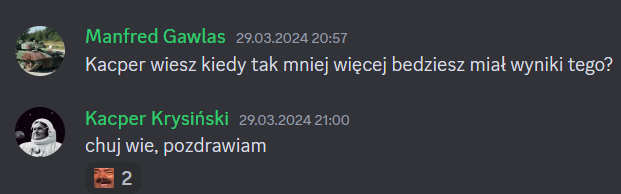 Manfred Gawlas 29.03.2024 20:57
Kacper wiesz kiedy tak mniej więcej bedziesz miał wyniki tego?
Kacper Krysiński 29.03.2024 21:00
chuj wie, pozdrawiam
2